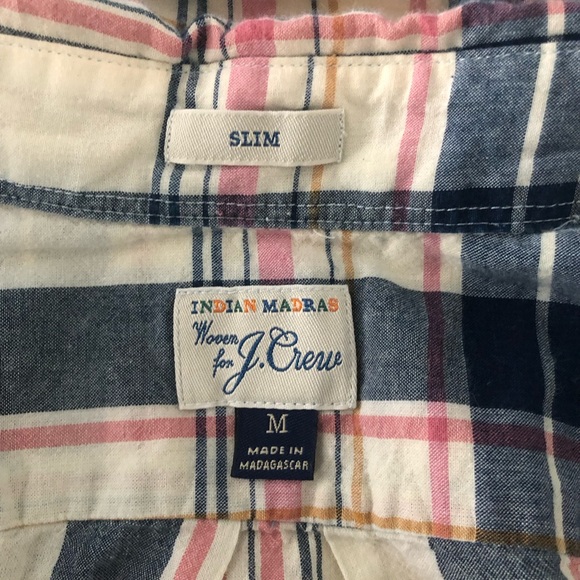 SLIM
INDIAN MADRAS
Woven
for J.Crew
M
MADE IN
MADAGASCAR